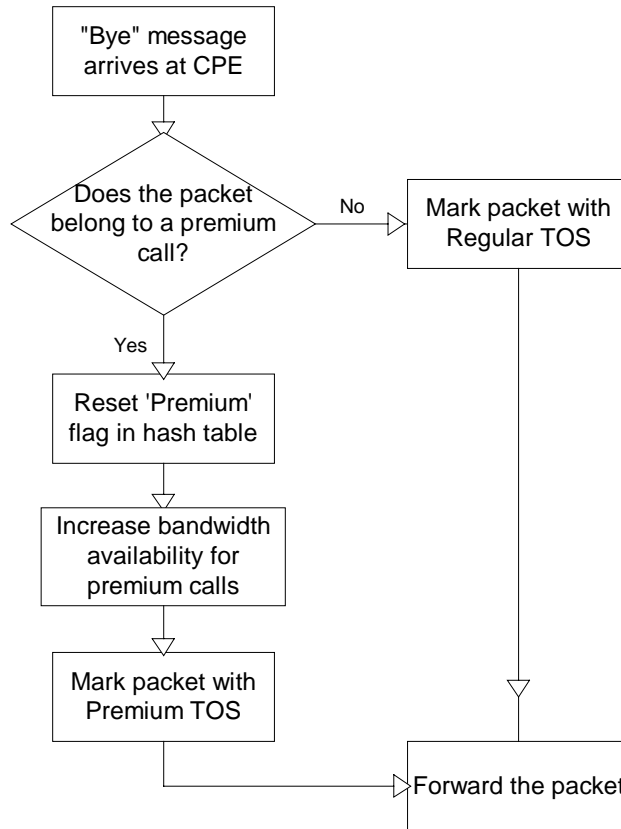 "Bye" message
arrives at CPE
Does the packet
belong to a premium
call?
No
Mark packet with
Regular TOS
Yes
Reset 'Premium'
flag in hash table
Increase bandwidth
availability for
premium calls
Mark packet with
Premium TOS
Forward the packet